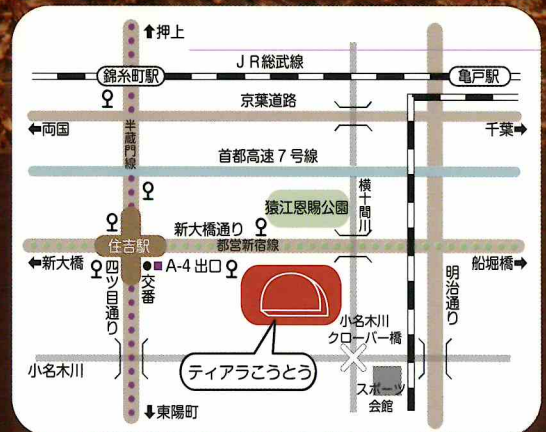 ↑押上
JR総武線
錦糸町駅
亀戸駅
京葉道路
←両国
千葉→
半蔵門線
首都高速7号線
猿江恩賜公園
横十間川
新大橋通り
住吉駅
都営新宿線
←新大橋
船堀橋→
四ツ目通り
交番
A-4 出口
明治通り
小名木川
クローバー橋
小名木川
ティアラこうとう
スポーツ
会館
↓東陽町